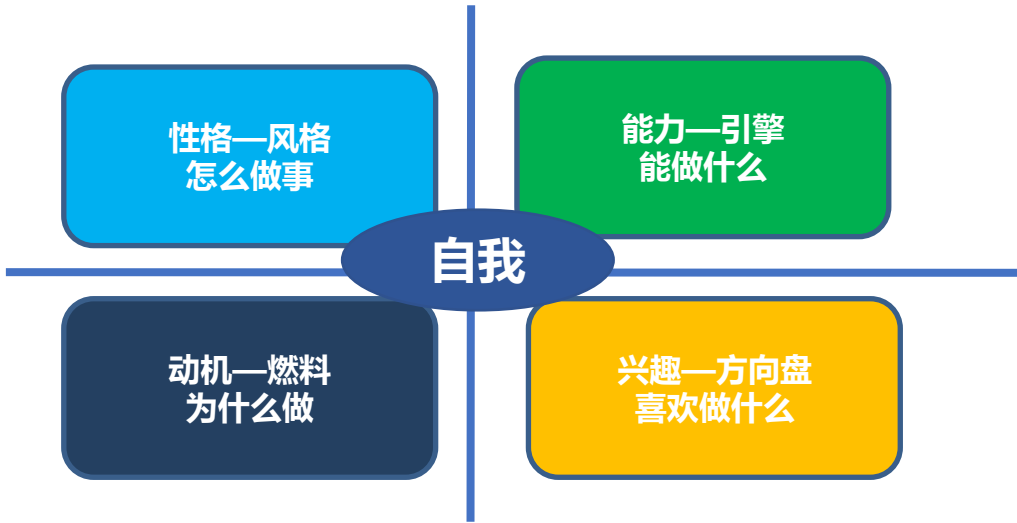 性格—风格
怎么做事
能力—引擎
能做什么
自我
动机—燃料
为什么做
兴趣—方向盘
喜欢做什么